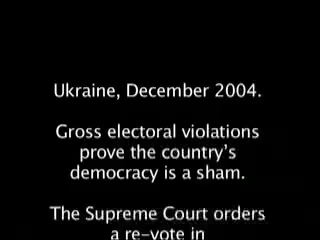 Ukraine, December 2004.
Gross electoral violations
prove the country's
democracy is a sham.
The Supreme Court orders
a re-vote in